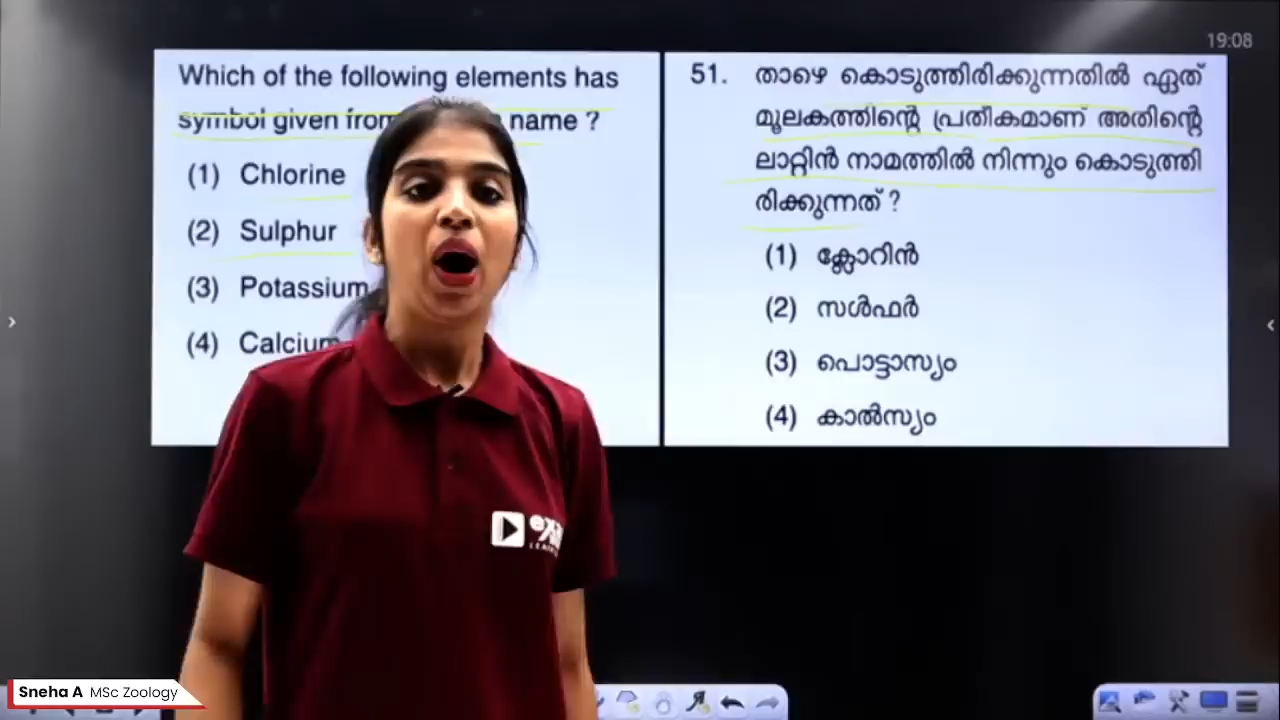 19:08
Which of the following elements has
symbol given from name ?
(1) Chlorine
(2) Sulphur
(3) Potassium
(4) Calcium
51. താഴെ കൊടുത്തിരിക്കുന്നതിൽ ഏത്
മൂലകത്തിന്റെ പ്രതീകമാണ് അതിന്റെ
ലാറ്റിൻ നാമത്തിൽ നിന്നും കൊടുത്തി
രിക്കുന്നത് ?
(1) ക്ലോറിൻ
(2) സൾഫർ
(3) പൊട്ടാസ്യം
(4) കാൽസ്യം
Sneha A MSc Zoology